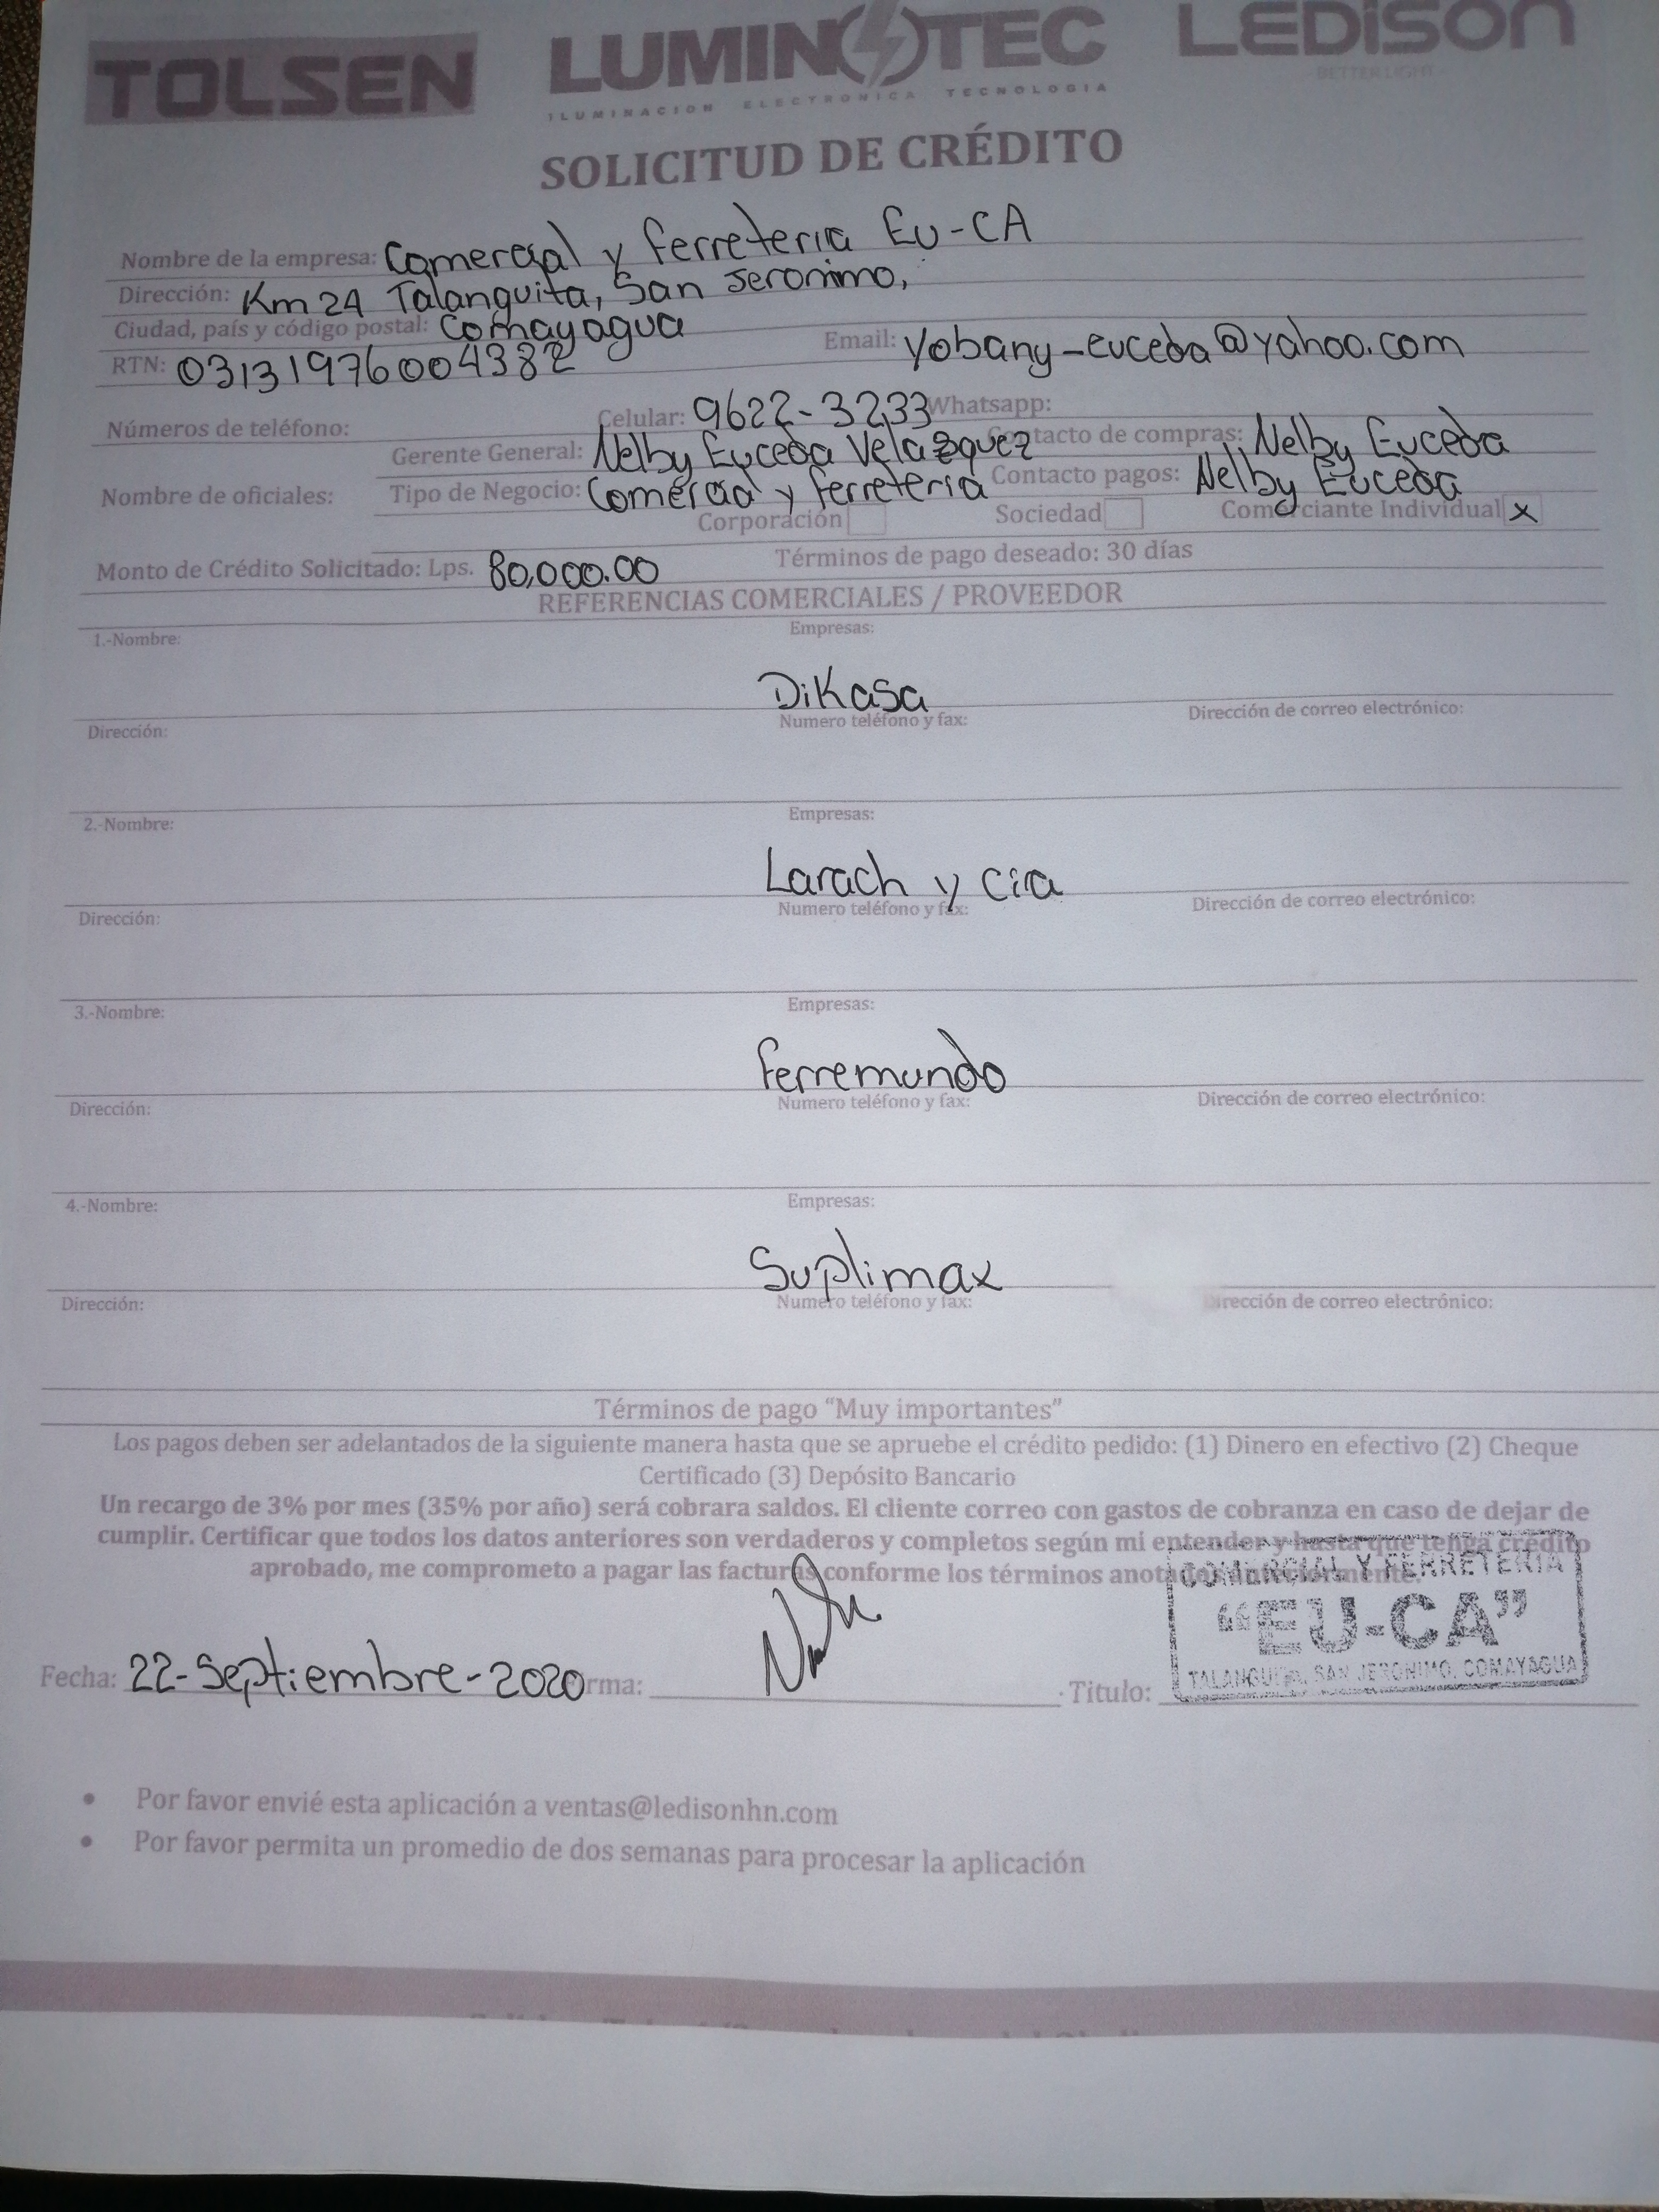 TOLSEN LUMINOTEC LEDISON
ILUMINACION ELECTRONICA TECNOLOGIA BETTER LIGHT
SOLICITUD DE CRÉDITO
Nombre de la empresa: Comercial y ferreteria Eu-CA
Dirección: Km 24 Talanguita, San Jeronimo,
Ciudad, país y código postal: Comayagua
RTN: 03131976004382 Email: yobany-euceda@yahoo.com
Números de teléfono: Celular: 9622-3233 Whatsapp:
Gerente General: Nelby Euceda Velazquez Contacto de compras: Nelby Euceda
Nombre de oficiales: Tipo de Negocio: Comercial y ferreteria Contacto pagos: Nelby Euceda
Corporación Sociedad Comerciante Individual x
Monto de Crédito Solicitado: Lps. 80,000.00 Términos de pago deseado: 30 días
REFERENCIAS COMERCIALES / PROVEEDOR
1.-Nombre: Empresas:
Dikasa
Dirección: Numero teléfono y fax: Dirección de correo electrónico:
2.-Nombre: Empresas:
Larach y Cia
Dirección: Numero teléfono y fax: Dirección de correo electrónico:
3.-Nombre: Empresas:
ferremundo
Dirección: Numero teléfono y fax: Dirección de correo electrónico:
4.-Nombre: Empresas:
Suplimax
Dirección: Numero teléfono y fax: Dirección de correo electrónico:
Términos de pago “Muy importantes”
Los pagos deben ser adelantados de la siguiente manera hasta que se apruebe el crédito pedido: (1) Dinero en efectivo (2) Cheque
Certificado (3) Depósito Bancario
Un recargo de 3% por mes (35% por año) será cobrara saldos. El cliente correo con gastos de cobranza en caso de dejar de
cumplir. Certificar que todos los datos anteriores son verdaderos y completos según mi entender y hasta que tenga crédito
aprobado, me comprometo a pagar las facturas conforme los términos anotados anteriormente.
COMERCIAL Y FERRETERIA
“EU-CA”
TALANGUITA, SAN JERONIMO, COMAYAGUA
Fecha: 22-Septiembre-2020 rma: Titulo:
• Por favor envié esta aplicación a ventas@ledisonhn.com
• Por favor permita un promedio de dos semanas para procesar la aplicación